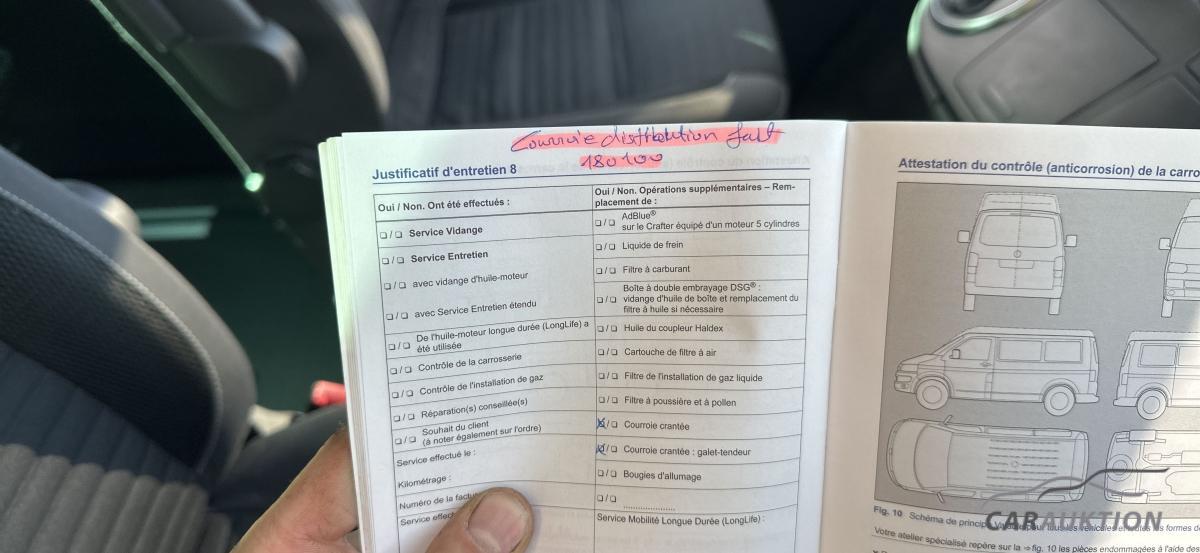 Courroie distribution fait
180100
Justificatif d'entretien 8
Oui / Non. Ont été effectués :
❏/❏ Service Vidange
❏/❏ Service Entretien
❏/❏ avec vidange d'huile-moteur
❏/❏ avec Service Entretien étendu
❏/❏ De l'huile-moteur longue durée (LongLife) a
été utilisée
❏/❏ Contrôle de la carrosserie
❏/❏ Contrôle de l'installation de gaz
❏/❏ Réparation(s) conseillée(s)
❏/❏ Souhait du client
(à noter également sur l'ordre)
Service effectué le :
Kilométrage :
Numéro de la
Service
Oui / Non. Opérations supplémentaires – Rem-
placement de :
❏/❏ AdBlue®
sur le Crafter équipé d'un moteur 5 cylindres
❏/❏ Liquide de frein
❏/❏ Filtre à carburant
Boîte à double embrayage DSG® :
❏/❏ vidange d'huile de boîte et remplacement du
filtre à huile si nécessaire
❏/❏ Huile du coupleur Haldex
❏/❏ Cartouche de filtre à air
❏/❏ Filtre de l'installation de gaz liquide
❏/❏ Filtre à poussière et à pollen
☒/❏ Courroie crantée
☒/❏ Courroie crantée : galet-tendeur
❏/❏ Bougies d'allumage
❏/❏ ......................
Service Mobilité Longue Durée (LongLife) :
Attestation du contrôle (anticorrosion) de la
Fig. 10 Schéma de
les formes
Votre atelier spécialisé repère sur la ⇒ fig. 10 les pièces endommagées à l'aide des
CARAUKTION